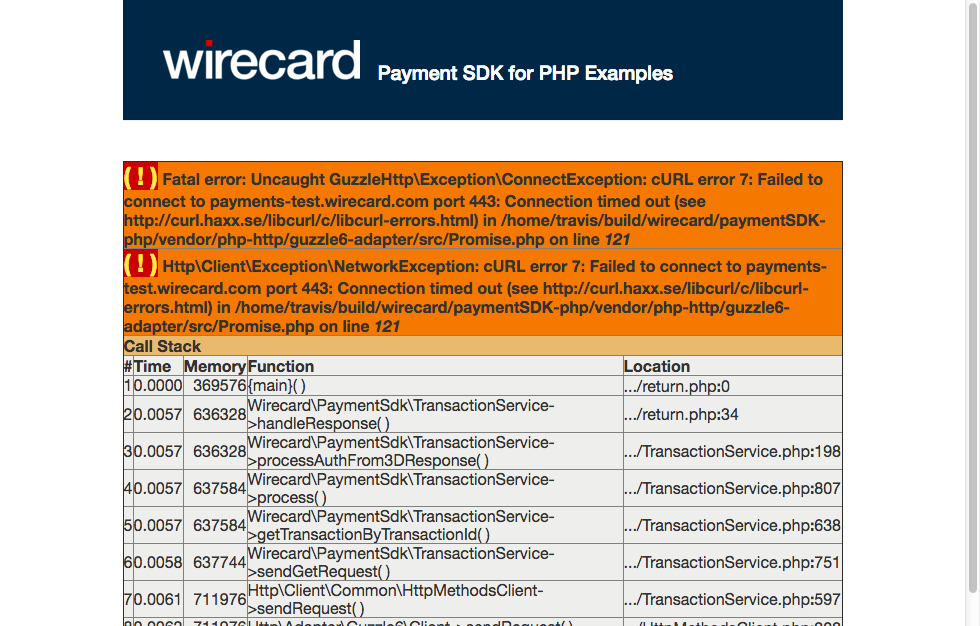 wirecard Payment SDK for PHP Examples
( ! ) Fatal error: Uncaught GuzzleHttp\Exception\ConnectException: cURL error 7: Failed to
connect to payments-test.wirecard.com port 443: Connection timed out (see
http://curl.haxx.se/libcurl/c/libcurl-errors.html) in /home/travis/build/wirecard/paymentSDK-
php/vendor/php-http/guzzle6-adapter/src/Promise.php on line 121
( ! ) Http\Client\Exception\NetworkException: cURL error 7: Failed to connect to payments-
test.wirecard.com port 443: Connection timed out (see http://curl.haxx.se/libcurl/c/libcurl-
errors.html) in /home/travis/build/wirecard/paymentSDK-php/vendor/php-http/guzzle6-
adapter/src/Promise.php on line 121
Call Stack
# Time Memory Function Location
1 0.0000 369576 {main}( ) .../return.php:0
2 0.0057 636328 Wirecard\PaymentSdk\TransactionService-
>handleResponse( ) .../return.php:34
3 0.0057 636328 Wirecard\PaymentSdk\TransactionService-
>processAuthFrom3DResponse( ) .../TransactionService.php:198
4 0.0057 637584 Wirecard\PaymentSdk\TransactionService-
>process( ) .../TransactionService.php:807
5 0.0057 637584 Wirecard\PaymentSdk\TransactionService-
>getTransactionByTransactionId( ) .../TransactionService.php:638
6 0.0058 637744 Wirecard\PaymentSdk\TransactionService-
>sendGetRequest( ) .../TransactionService.php:751
7 0.0061 711976 Http\Client\Common\HttpMethodsClient-
>sendRequest( ) .../TransactionService.php:597